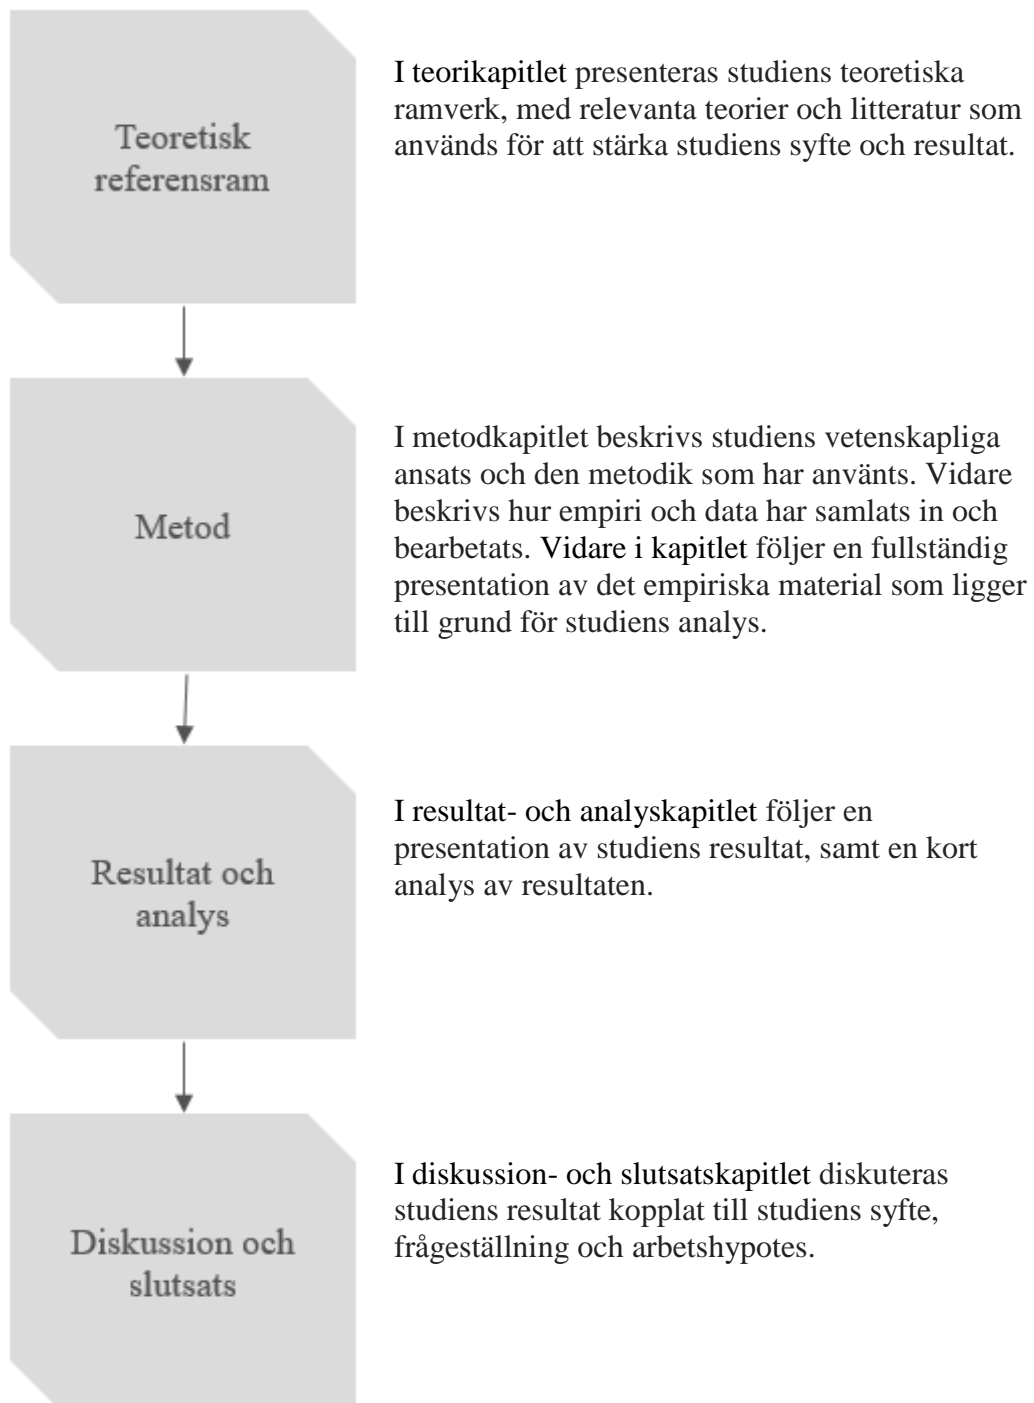 Teoretisk
referensram
I teorikapitlet presenteras studiens teoretiska
ramverk, med relevanta teorier och litteratur som
används för att stärka studiens syfte och resultat.
Metod
I metodkapitlet beskrivs studiens vetenskapliga
ansats och den metodik som har använts. Vidare
beskrivs hur empiri och data har samlats in och
bearbetats. Vidare i kapitlet följer en fullständig
presentation av det empiriska material som ligger
till grund för studiens analys.
Resultat och
analys
I resultat- och analyskapitlet följer en
presentation av studiens resultat, samt en kort
analys av resultaten.
Diskussion och
slutsats
I diskussion- och slutsatskapitlet diskuteras
studiens resultat kopplat till studiens syfte,
frågeställning och arbetshypotes.